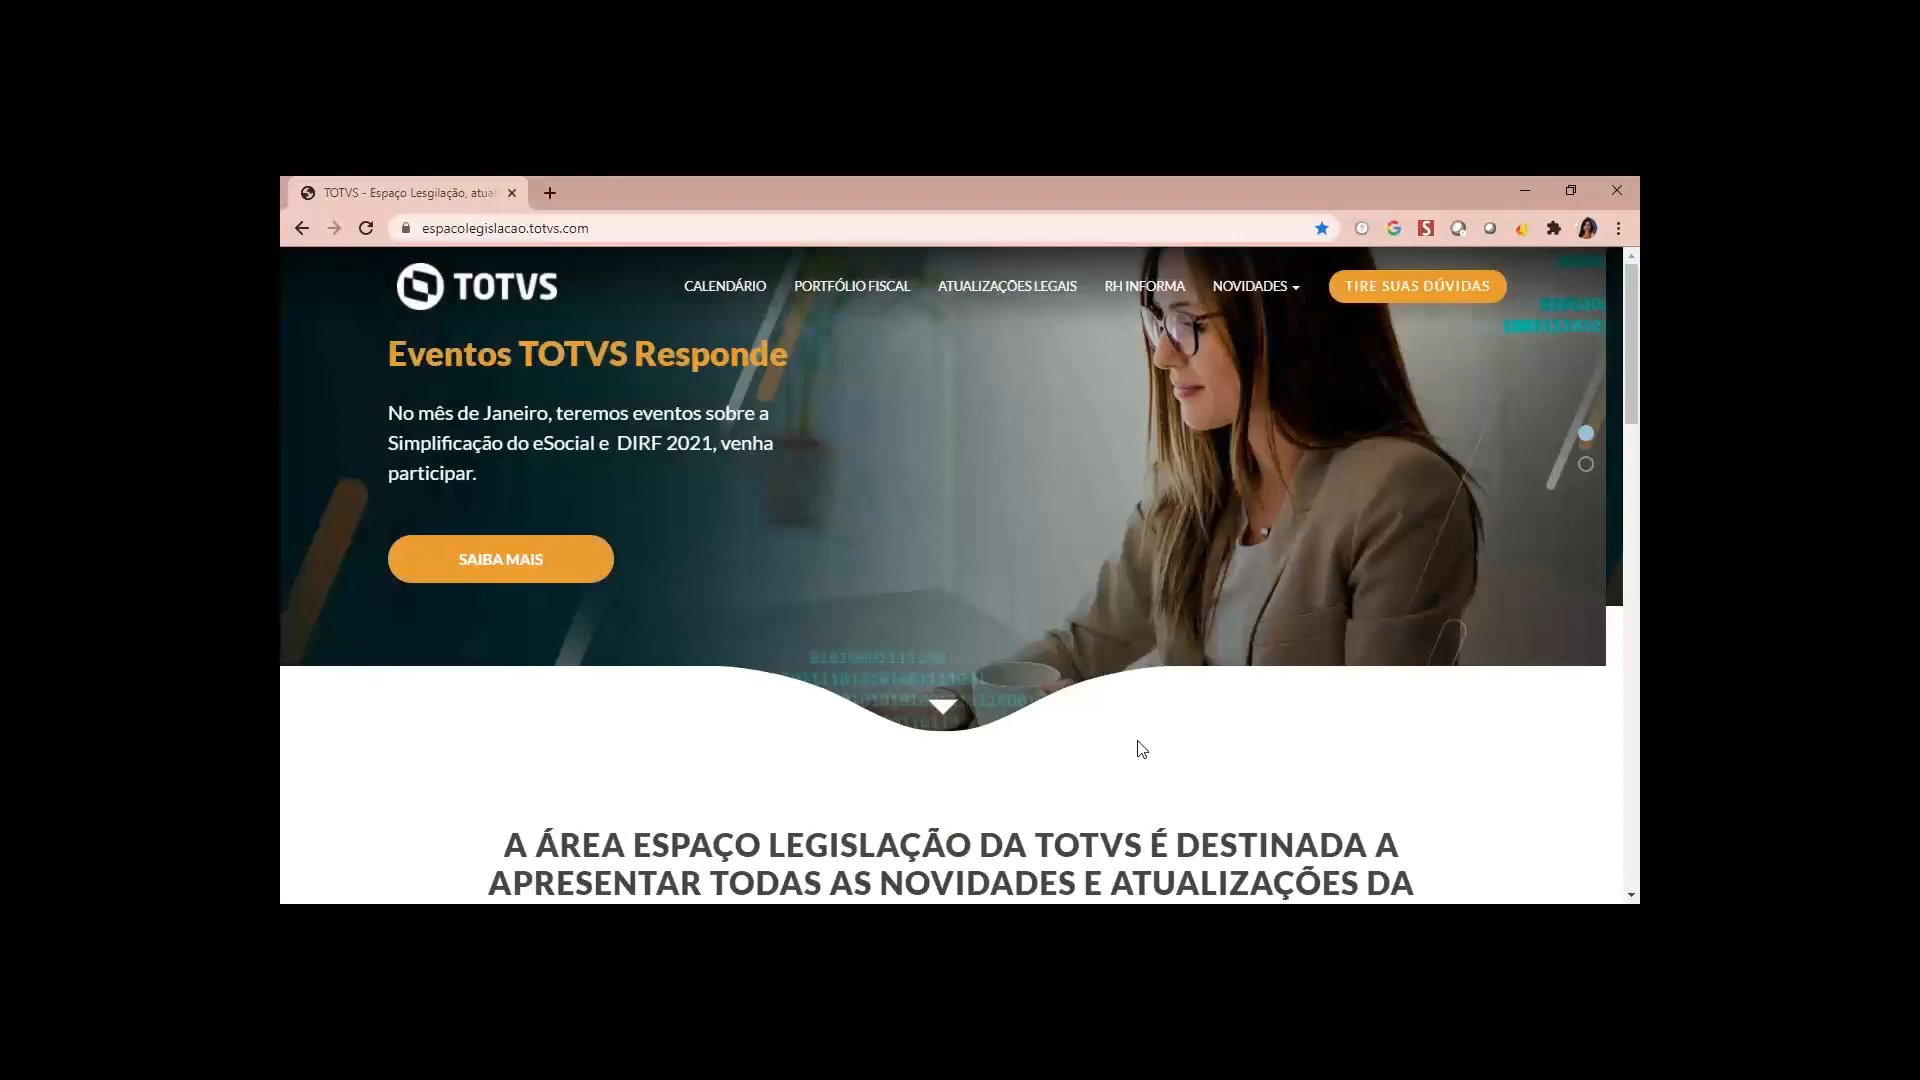 TOTVS - Espaço Lesgilação, atua
espacolegislacao.totvs.com
TOTVS
CALENDÁRIO
PORTFÓLIO FISCAL
ATUALIZAÇÕES LEGAIS
RH INFORMA
NOVIDADES
TIRE SUAS DÚVIDAS
Eventos TOTVS Responde
No mês de Janeiro, teremos eventos sobre a
Simplificação do eSocial e  DIRF 2021, venha
participar.
SAIBA MAIS
A ÁREA ESPAÇO LEGISLAÇÃO DA TOTVS É DESTINADA A
APRESENTAR TODAS AS NOVIDADES E ATUALIZAÇÕES DA